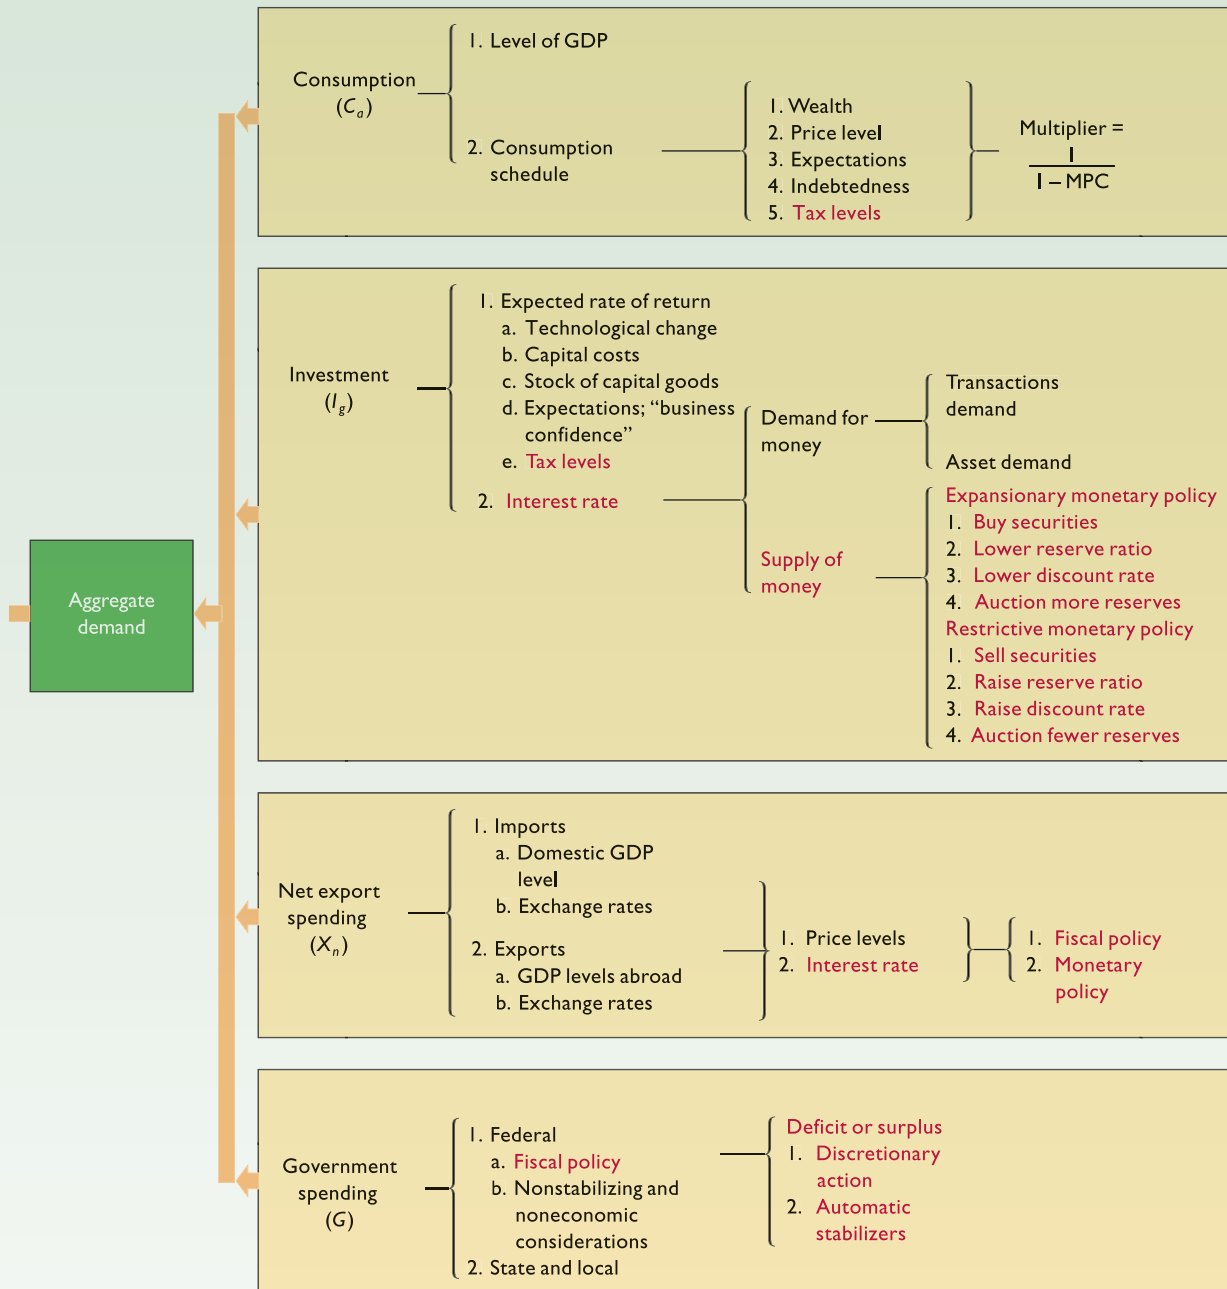 1. Level of GDP
Consumption
(Ca)
2. Consumption
schedule
1. Wealth
2. Price level
3. Expectations
4. Indebtedness
5. Tax levels
Multiplier =
1
1 – MPC
Investment
(Ig)
1. Expected rate of return
a. Technological change
b. Capital costs
c. Stock of capital goods
d. Expectations; “business
confidence”
e. Tax levels
2. Interest rate
Demand for
money
Transactions
demand
Asset demand
Supply of
money
Expansionary monetary policy
1. Buy securities
2. Lower reserve ratio
3. Lower discount rate
4. Auction more reserves
Restrictive monetary policy
1. Sell securities
2. Raise reserve ratio
3. Raise discount rate
4. Auction fewer reserves
Aggregate
demand
Net export
spending
(Xn)
1. Imports
a. Domestic GDP
level
b. Exchange rates
2. Exports
a. GDP levels abroad
b. Exchange rates
1. Price levels
2. Interest rate
1. Fiscal policy
2. Monetary
policy
Government
spending
(G)
1. Federal
a. Fiscal policy
b. Nonstabilizing and
noneconomic
considerations
2. State and local
Deficit or surplus
1. Discretionary
action
2. Automatic
stabilizers